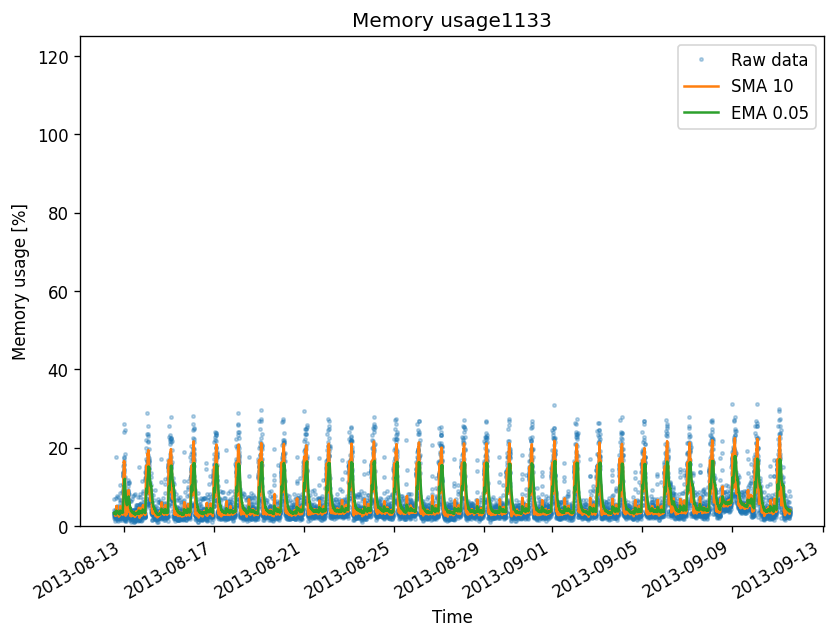 Memory usage1133
120
100
80
60
40
20
0
Memory usage [%]
Raw data
SMA 10
EMA 0.05
2013-08-13
2013-08-17
2013-08-21
2013-08-25
2013-08-29
2013-09-01
2013-09-05
2013-09-09
2013-09-13
Time